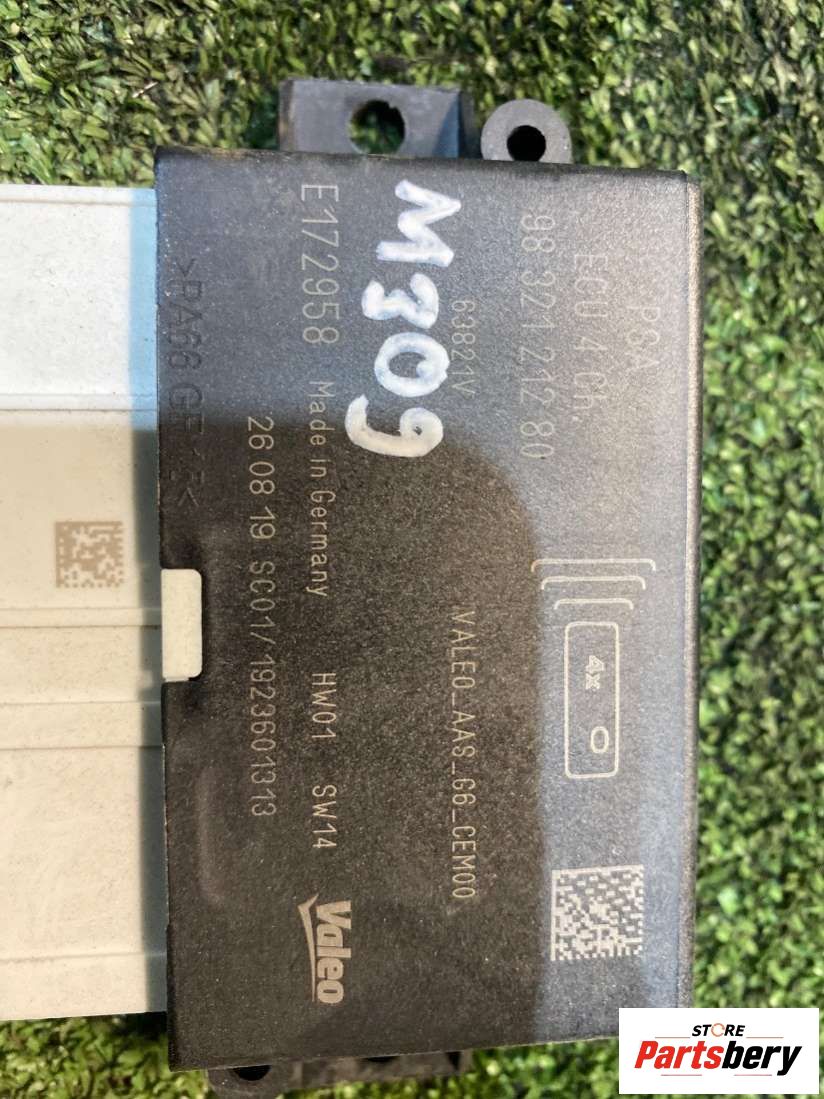 PSA
ECU 4 Ch.
98 321 212 80
63821V
VALEO_AAS_G6_CEM00
4x
M309
E172958 Made in Germany HW01 SW14
26 08 19 SC01/1923601313
Valeo
STORE
Partsbery